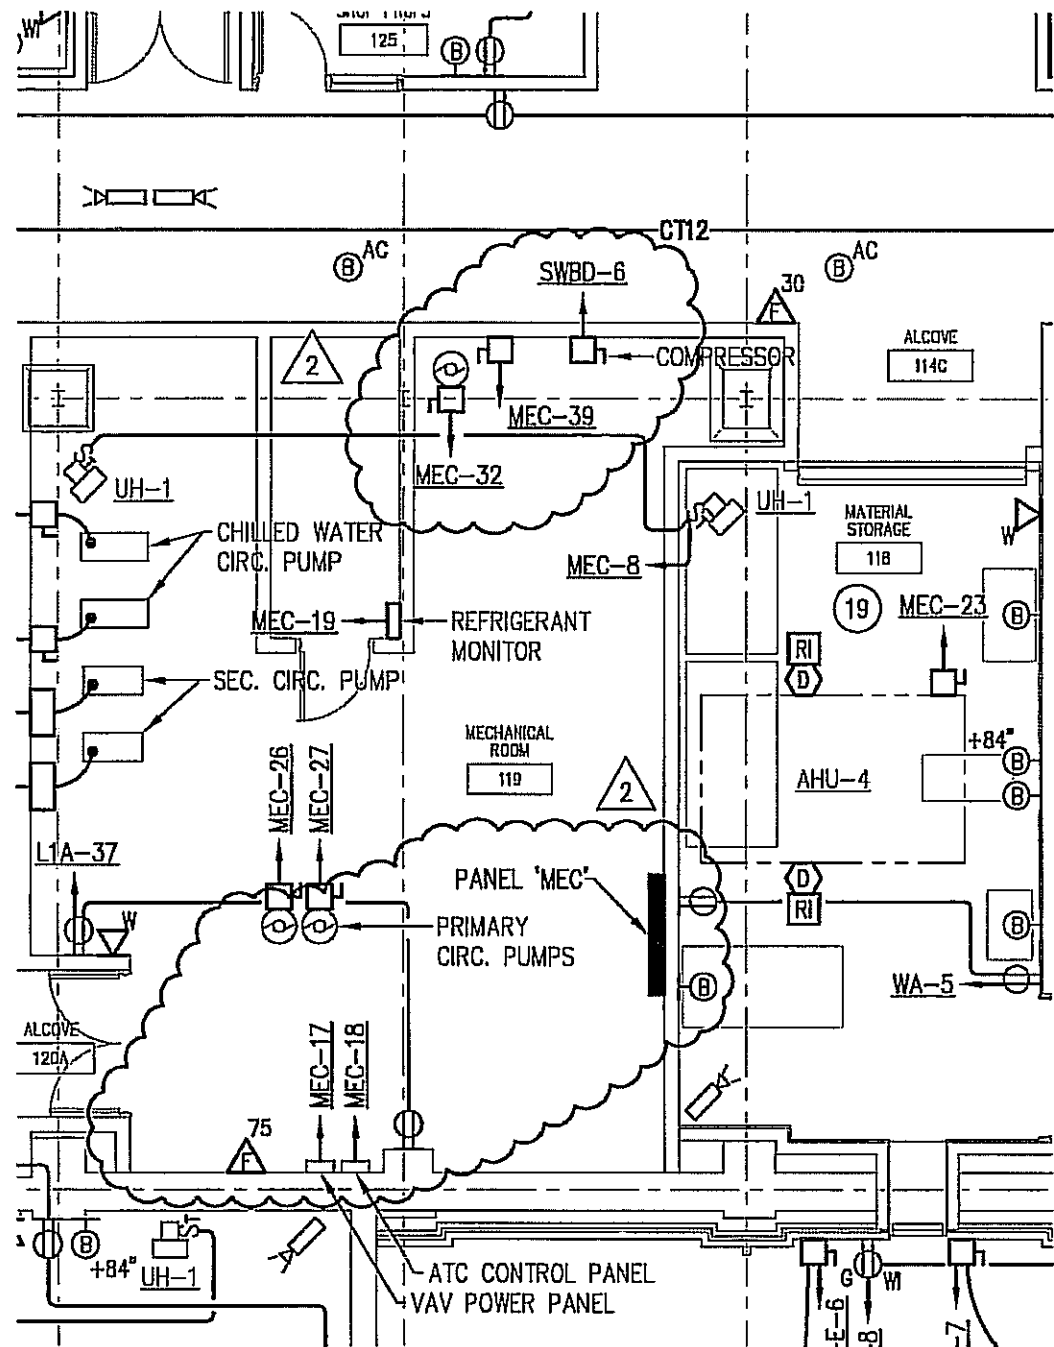 WI
125
B
CT12
B AC
B AC
SWBD-6
30
F
ALCOVE
114C
2
COMPRESSOR
MEC-39
MEC-32
UH-1
UH-1
MATERIAL
STORAGE
118
W
CHILLED WATER
CIRC. PUMP
MEC-8
MEC-19
REFRIGERANT
MONITOR
19
MEC-23
B
RI
D
SEC. CIRC. PUMP
MECHANICAL
ROOM
119
2
+84"
B
B
AHU-4
MEC-26
MEC-27
L1A-37
W
PANEL 'MEC'
D
RI
PRIMARY
CIRC. PUMPS
B
B
WA-5
ALCOVE
120A
MEC-17
MEC-18
75
F
B
+84"
UH-1
ATC CONTROL PANEL
VAV POWER PANEL
G
WI
E-6
-8
-7